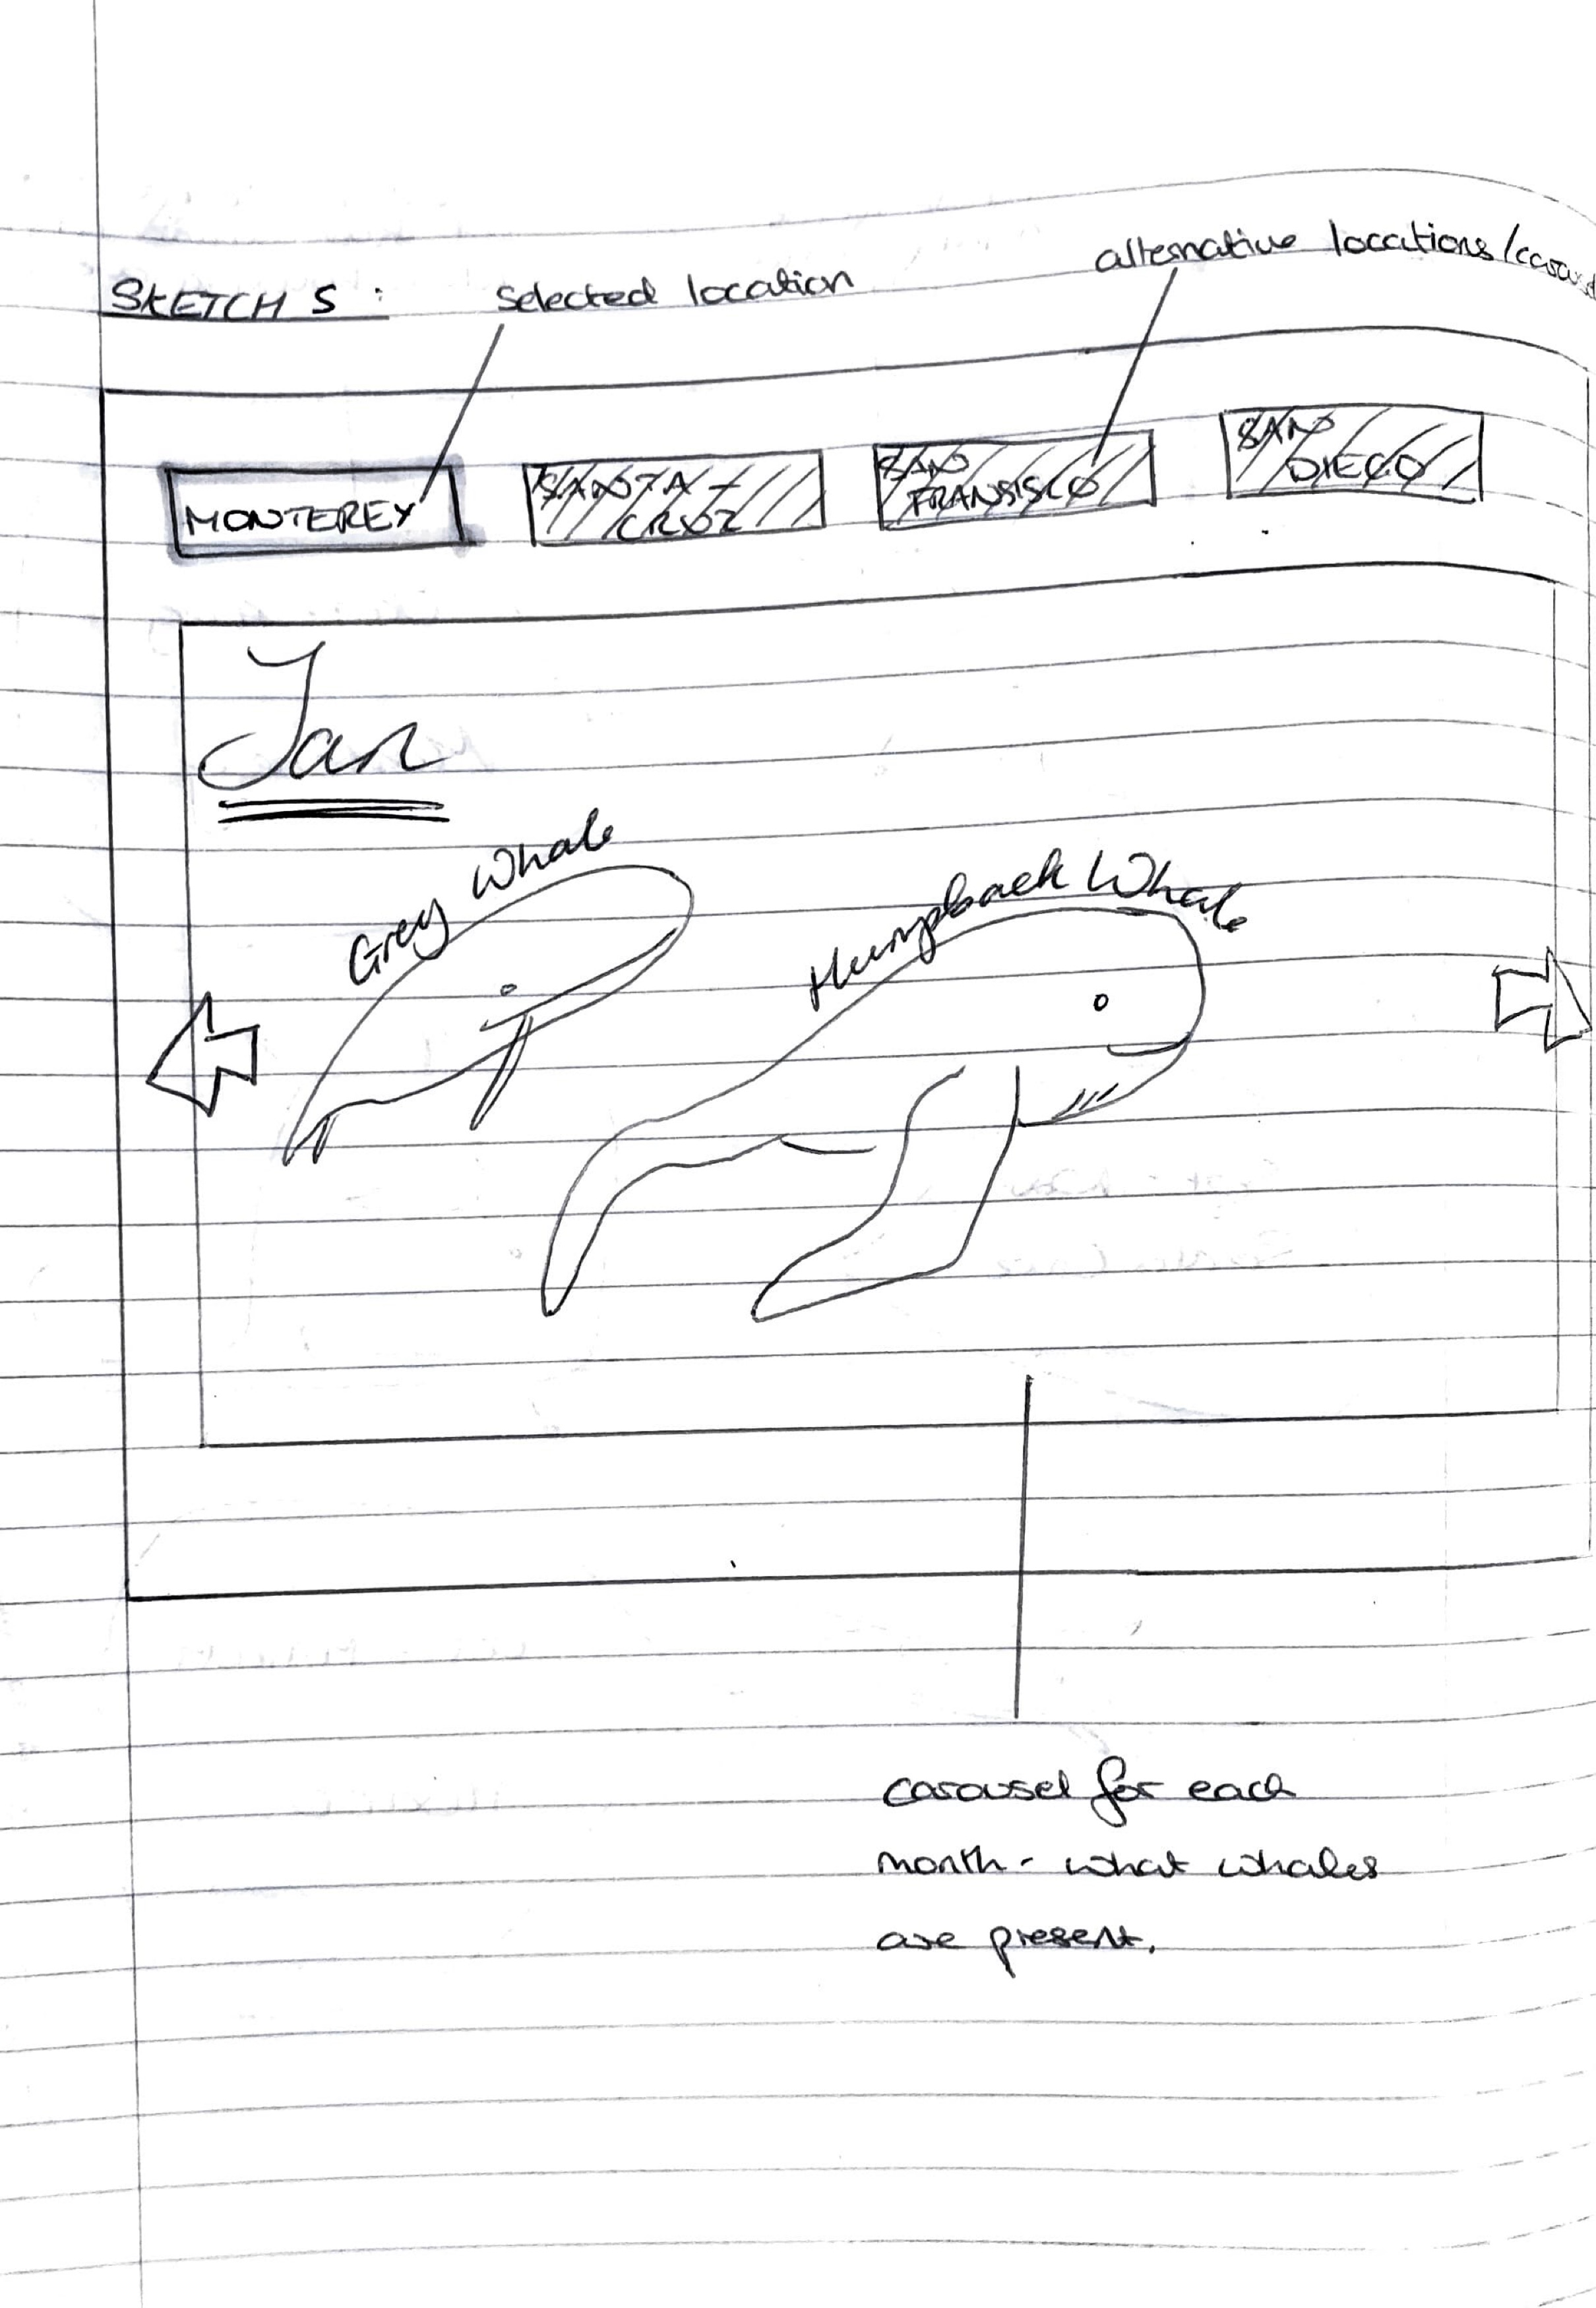 SKETCH 5 :
selected location
alternative locations/
MONTEREY
SANTA -
CRUZ
SAN
FRANSISCO
SAN
DIEGO
Jan
Grey Whale
Humpback Whale
carousel for each
month - what whales
are present.